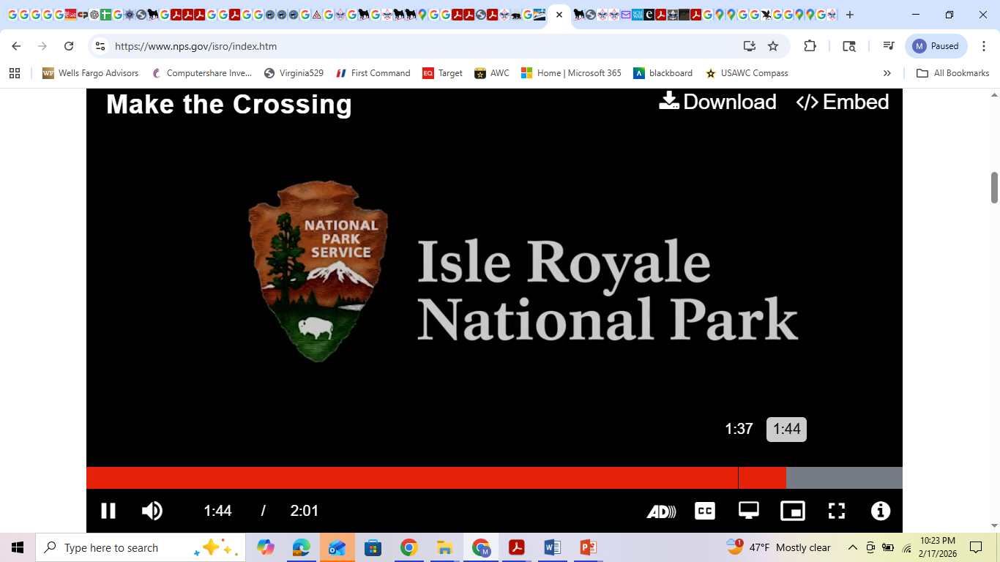 https://www.nps.gov/isro/index.htm
M Paused
Wells Fargo Advisors
Computershare Inve...
Virginia529
First Command
EQ Target
AWC
Home | Microsoft 365
blackboard
USAWC Compass
»
All Bookmarks
Make the Crossing
Download
</> Embed
NATIONAL
PARK
SERVICE
Isle Royale
National Park
1:37
1:44
1:44 / 2:01
AD
CC
Type here to search
1
47°F Mostly clear
10:23 PM
2/17/2026